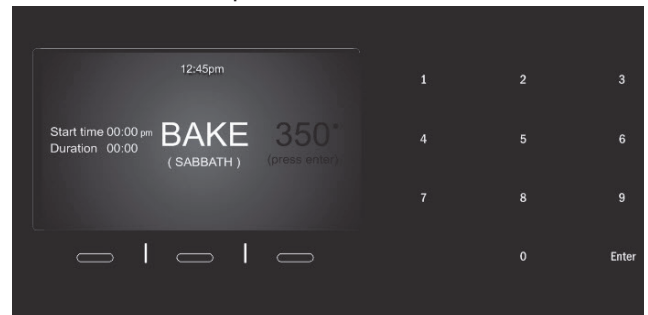 12:45pm
Start time 00:00 pm
Duration 00:00
BAKE
( SABBATH )
350°
(press enter)
1 2 3
4 5 6
7 8 9
0 Enter